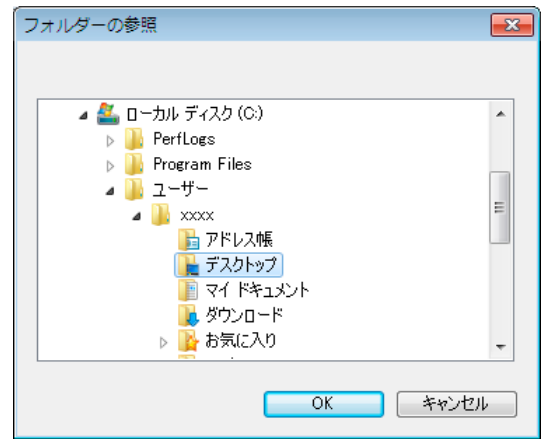 フォルダーの参照
ローカル ディスク (C:)
PerfLogs
Program Files
ユーザー
xxxx
アドレス帳
デスクトップ
マイ ドキュメント
ダウンロード
お気に入り
OK
キャンセル